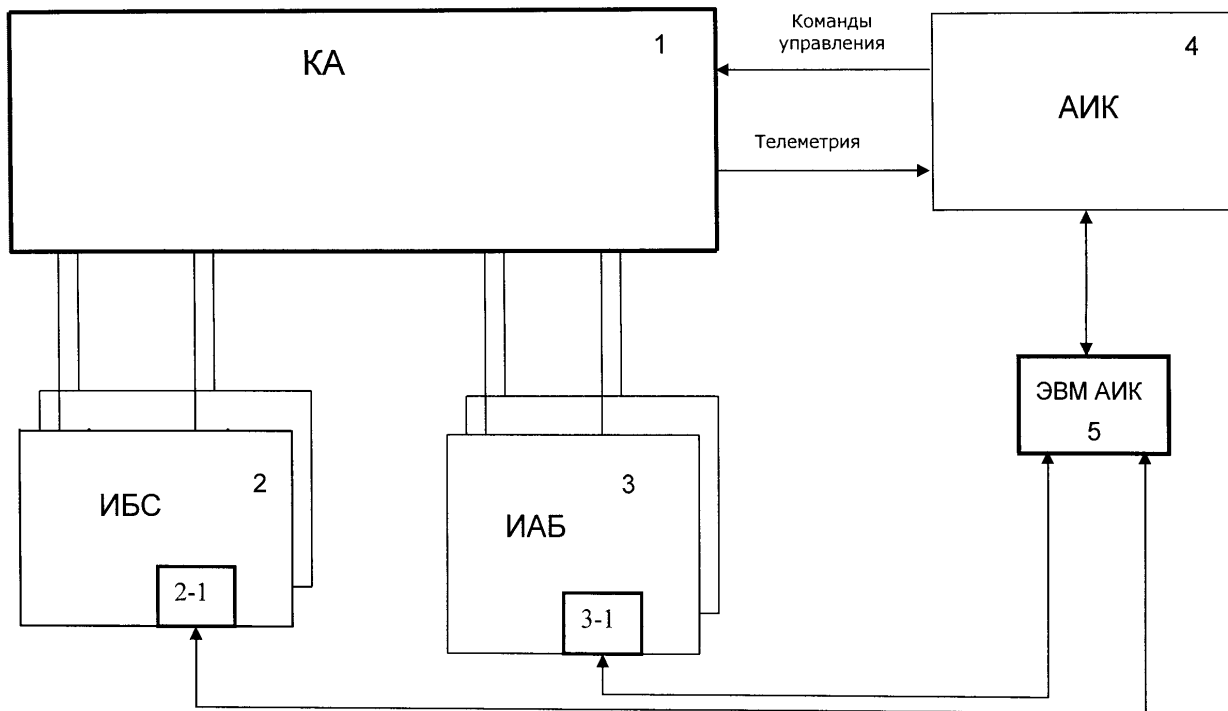 КА
1
Команды
управления
4
АИК
Телеметрия
ЭВМ АИК
5
2
ИБС
2-1
3
ИАБ
3-1